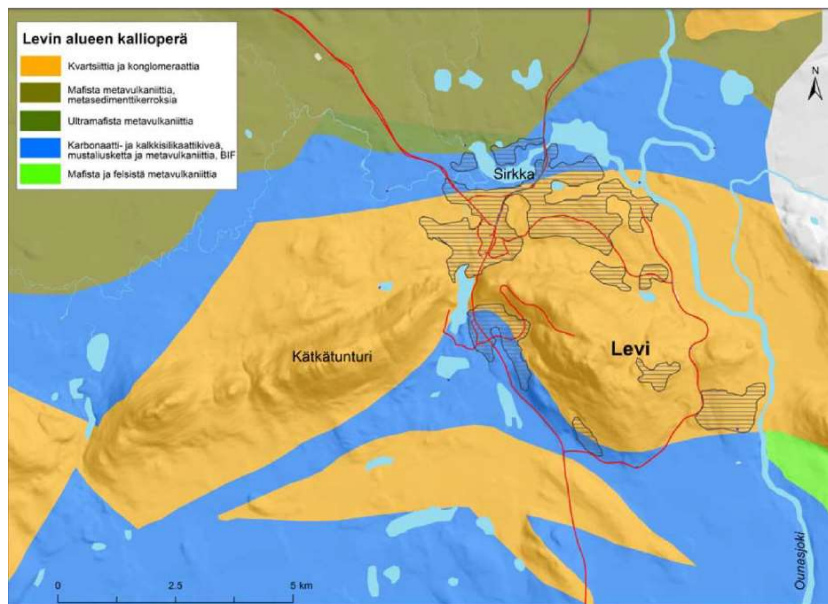 Levin alueen kallioperä
Kvartsiittia ja konglomeraattia
Mafista metavulkaniittia,
metasedimenttikerroksia
Ultramafista metavulkaniittia
Karbonaatti- ja kalkkisilikaattikiveä,
mustaliusketta ja metavulkaniittia, BIF
Mafista ja felsistä metavulkaniittia
N
Sirkka
Kätkätunturi
Levi
Ounasjoki
0 2.5 5 km